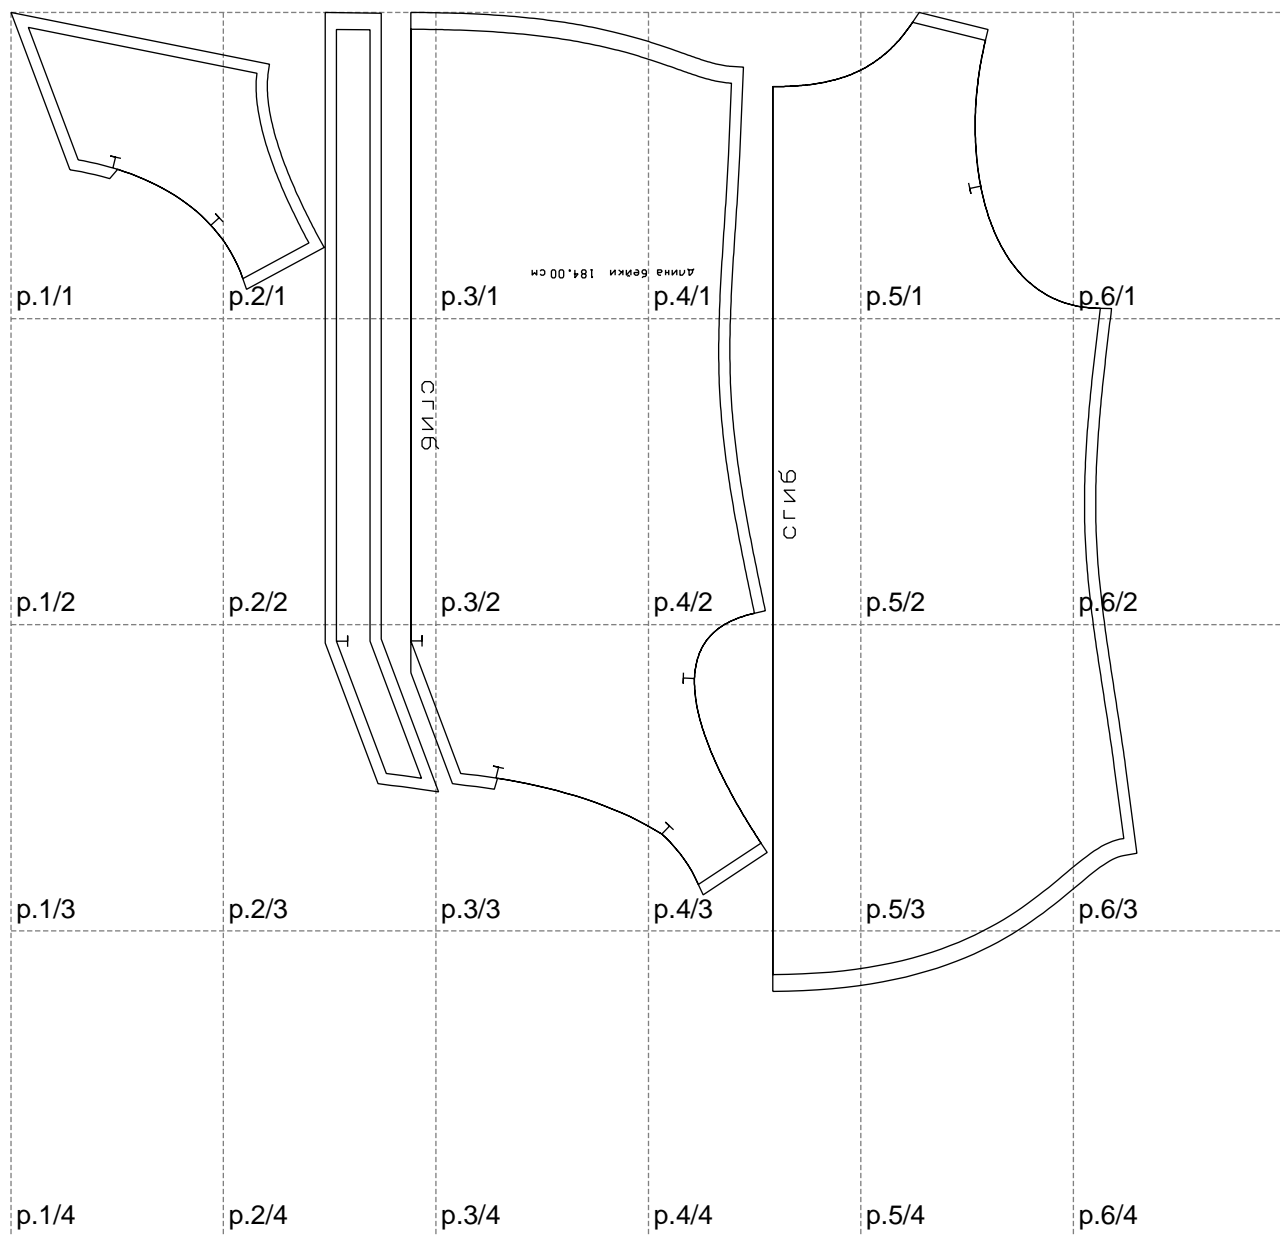 длина бейки 184.00 см
p.1/1 p.2/1 p.3/1 p.4/1 p.5/1 p.6/1
сгиб
сгиб
p.1/2 p.2/2 p.3/2 p.4/2 p.5/2 p.6/2
p.1/3 p.2/3 p.3/3 p.4/3 p.5/3 p.6/3
p.1/4 p.2/4 p.3/4 p.4/4 p.5/4 p.6/4